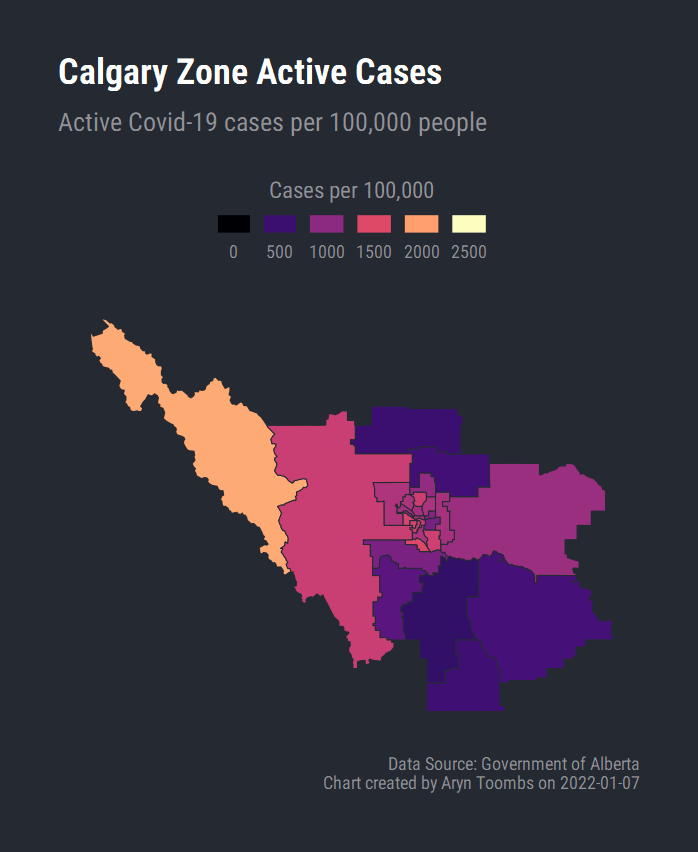 Calgary Zone Active Cases
Active Covid-19 cases per 100,000 people
Cases per 100,000
0 500 1000 1500 2000 2500
Data Source: Government of Alberta
Chart created by Aryn Toombs on 2022-01-07